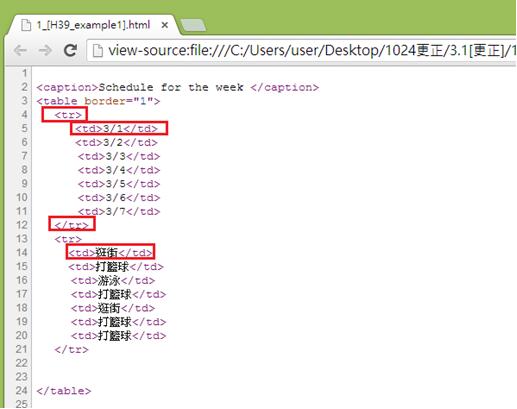 1_[H39_example1].html
view-source:file:///C:/Users/user/Desktop/1024更正/3.1[更正]/1
1
2 <caption>Schedule for the week </caption>
3 <table border="1">
4 <tr>
5 <td>3/1</td>
6 <td>3/2</td>
7 <td>3/3</td>
8 <td>3/4</td>
9 <td>3/5</td>
10 <td>3/6</td>
11 <td>3/7</td>
12 </tr>
13 <tr>
14 <td>逛街</td>
15 <td>打籃球</td>
16 <td>游泳</td>
17 <td>打籃球</td>
18 <td>逛街</td>
19 <td>打籃球</td>
20 <td>打籃球</td>
21 </tr>
22
23
24 </table>
25